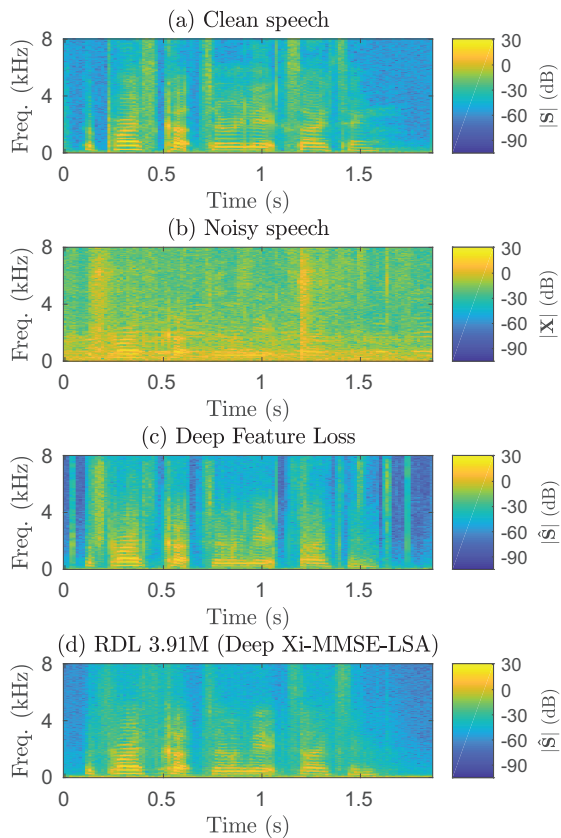 (a) Clean speech
Freq. (kHz)
8
4
0
0 0.5 1 1.5
Time (s)
30
0
-30
-60
-90
|S| (dB)
(b) Noisy speech
Freq. (kHz)
8
4
0
0 0.5 1 1.5
Time (s)
30
0
-30
-60
-90
|X| (dB)
(c) Deep Feature Loss
Freq. (kHz)
8
4
0
0 0.5 1 1.5
Time (s)
30
0
-30
-60
-90
|Ŝ| (dB)
(d) RDL 3.91M (Deep Xi-MMSE-LSA)
Freq. (kHz)
8
4
0
0 0.5 1 1.5
Time (s)
30
0
-30
-60
-90
|Ŝ| (dB)